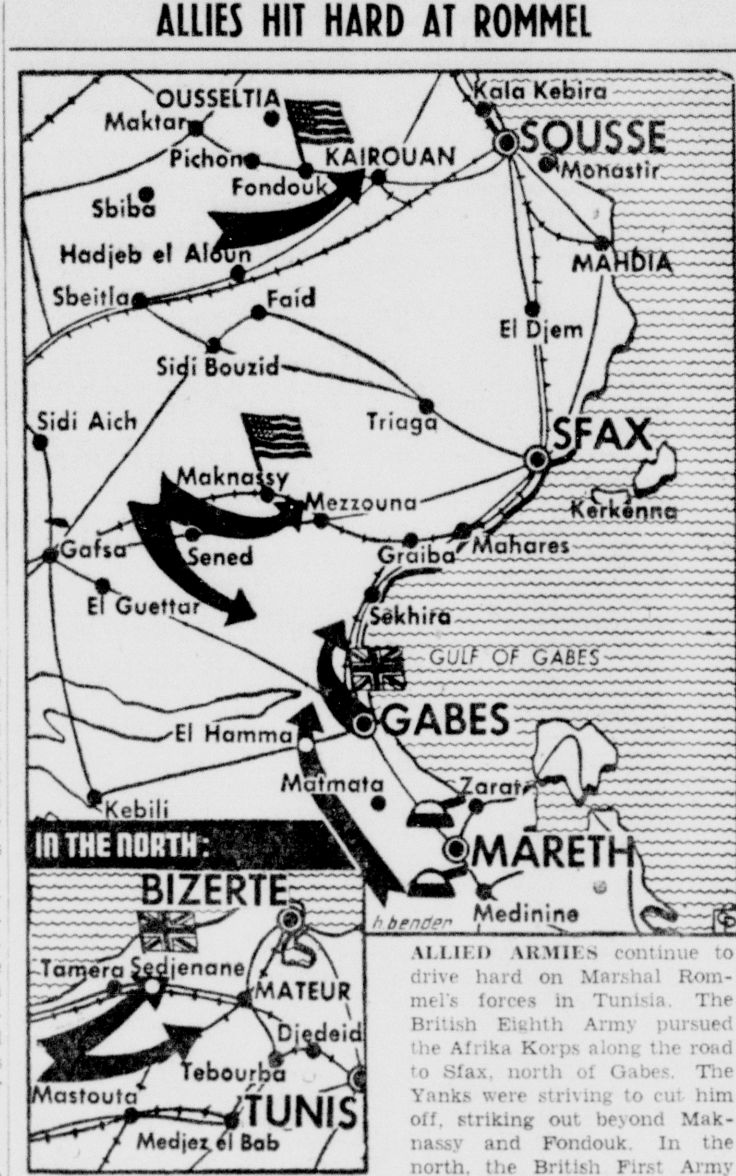 ALLIES HIT HARD AT ROMMEL
Kala Kebira
OUSSELTIA
Maktar
SOUSSE
Pichon
KAIROUAN
Monastir
Fondouk
Sbiba
Hadjeb el Aloun
MAHDIA
Sbeitla
Faid
El Djem
Sidi Bouzid
Sidi Aich
Triaga
SFAX
Maknassy
Mezzouna
Kerkenna
Gafsa
Sened
Graiba
Mahares
El Guettar
Sekhira
GULF OF GABES
GABES
El Hamma
Matmata
Zarat
Kebili
MARETH
Medinine
h.benden
IN THE NORTH:
BIZERTE
Tamera
Sedjenane
MATEUR
Djedeid
Tebourba
Mastouta
TUNIS
Medjez el Bab
ALLIED ARMIES continue to
drive hard on Marshal Rom-
mel's forces in Tunisia. The
British Eighth Army pursued
the Afrika Korps along the road
to Sfax, north of Gabes. The
Yanks were striving to cut him
off, striking out beyond Mak-
nassy and Fondouk. In the
north, the British First Army